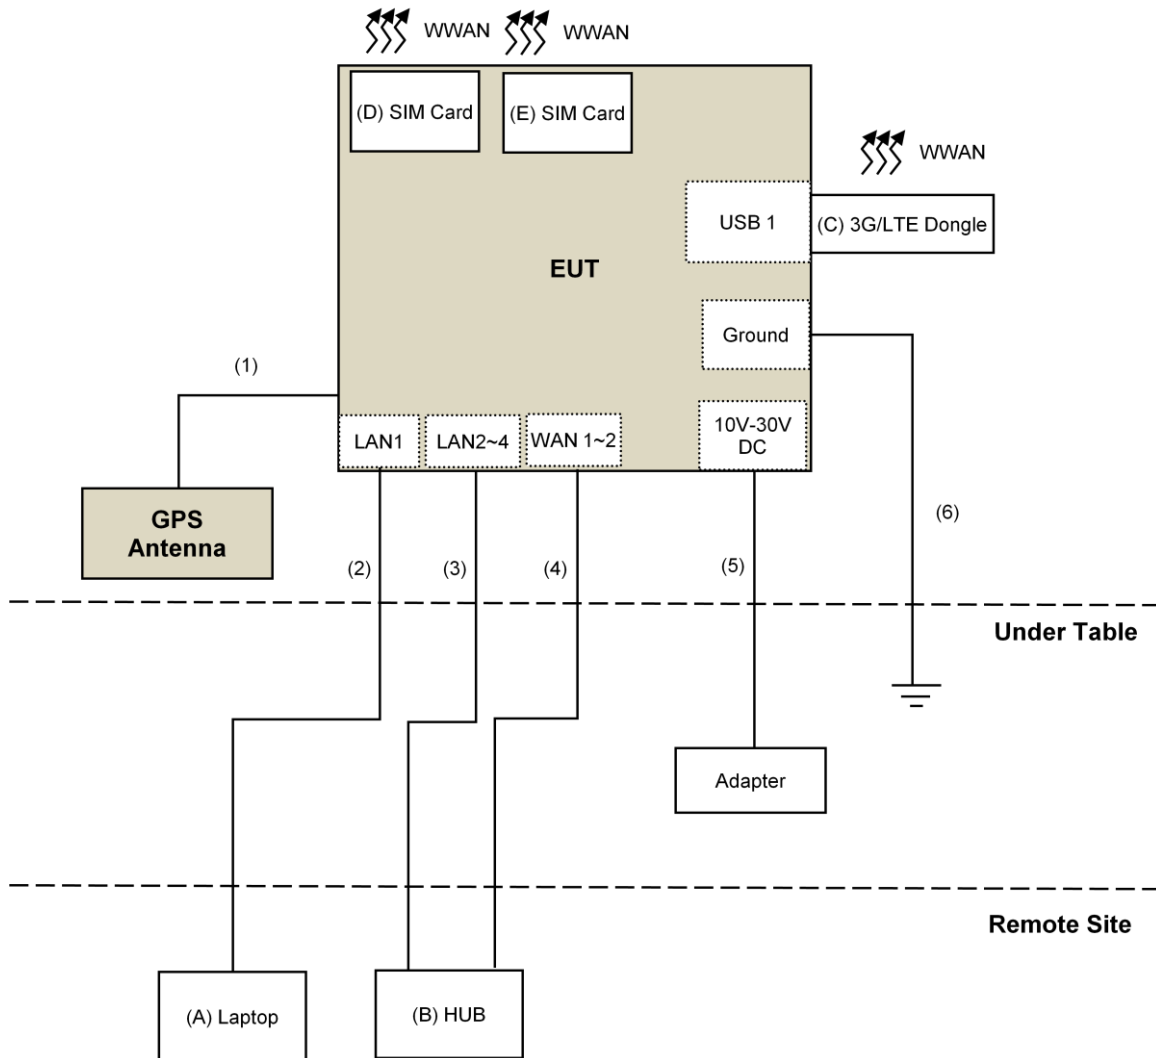 WWAN
WWAN
(D) SIM Card
(E) SIM Card
WWAN
USB 1
(C) 3G/LTE Dongle
EUT
Ground
(1)
LAN1
LAN2~4
WAN 1~2
10V-30V
DC
GPS
Antenna
(2)
(3)
(4)
(5)
(6)
Under Table
Adapter
Remote Site
(A) Laptop
(B) HUB